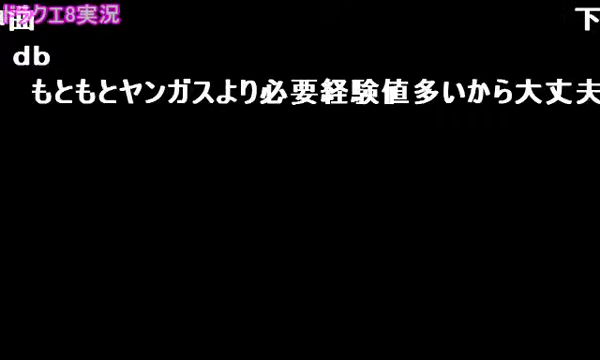 ドラクエ8実況
下
db
もともとヤンガスより必要経験値多いから大丈夫